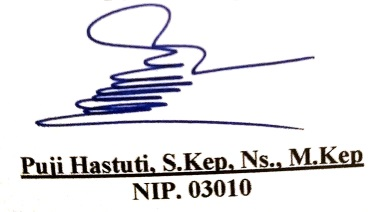 Puji Hastuti, S.Kep, Ns., M.Kep
NIP. 03010